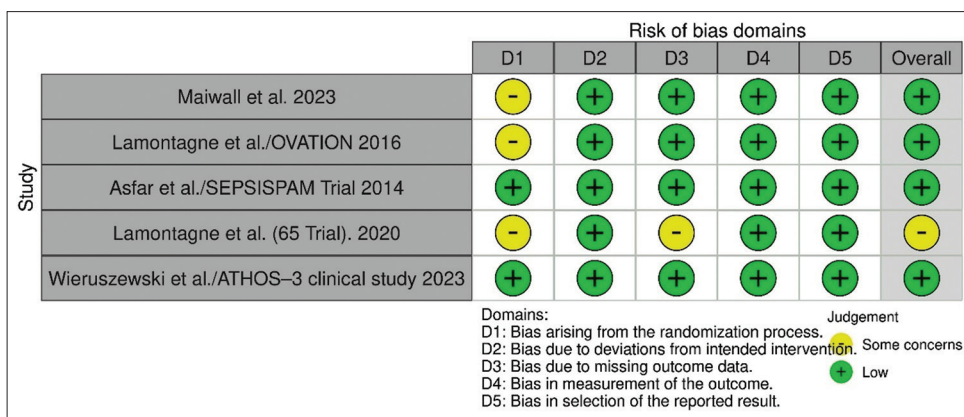 Risk of bias domains
D1 D2 D3 D4 D5 Overall
Study
Maiwall et al. 2023 - + + + + +
Lamontagne et al./OVATION 2016 - + + + + +
Asfar et al./SEPSISPAM Trial 2014 + + + + + +
Lamontagne et al. (65 Trial). 2020 - + - + + -
Wieruszewski et al./ATHOS–3 clinical study 2023 + + + + + +
Domains:
D1: Bias arising from the randomization process.
D2: Bias due to deviations from intended intervention.
D3: Bias due to missing outcome data.
D4: Bias in measurement of the outcome.
D5: Bias in selection of the reported result.
Judgement
- Some concerns
+ Low